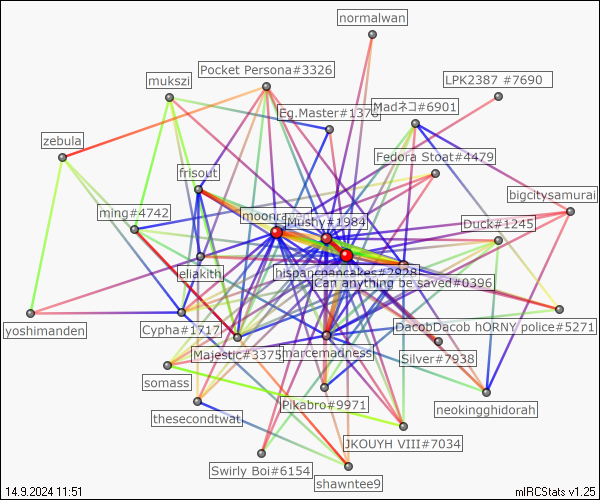 normalwan
Pocket Persona#3326
mukszi
LPK2387 #7690
Eg.Master#1376
Madネコ#6901
zebula
Fedora Stoat#4479
frisout
bigcitysamurai
ming#4742
Mushy#1984
Duck#1245
eliakith
Can anything be saved#0396
yoshimanden
Cypha#1717
DacobDacob hORNY police#5271
Majestic#3375
marcemadness
Silver#7938
somass
Pikabro#9971
neokingghidorah
thesecondtwat
JKOUYH VIII#7034
Swirly Boi#6154
shawntee9
14.9.2024 11:51
mIRCStats v1.25